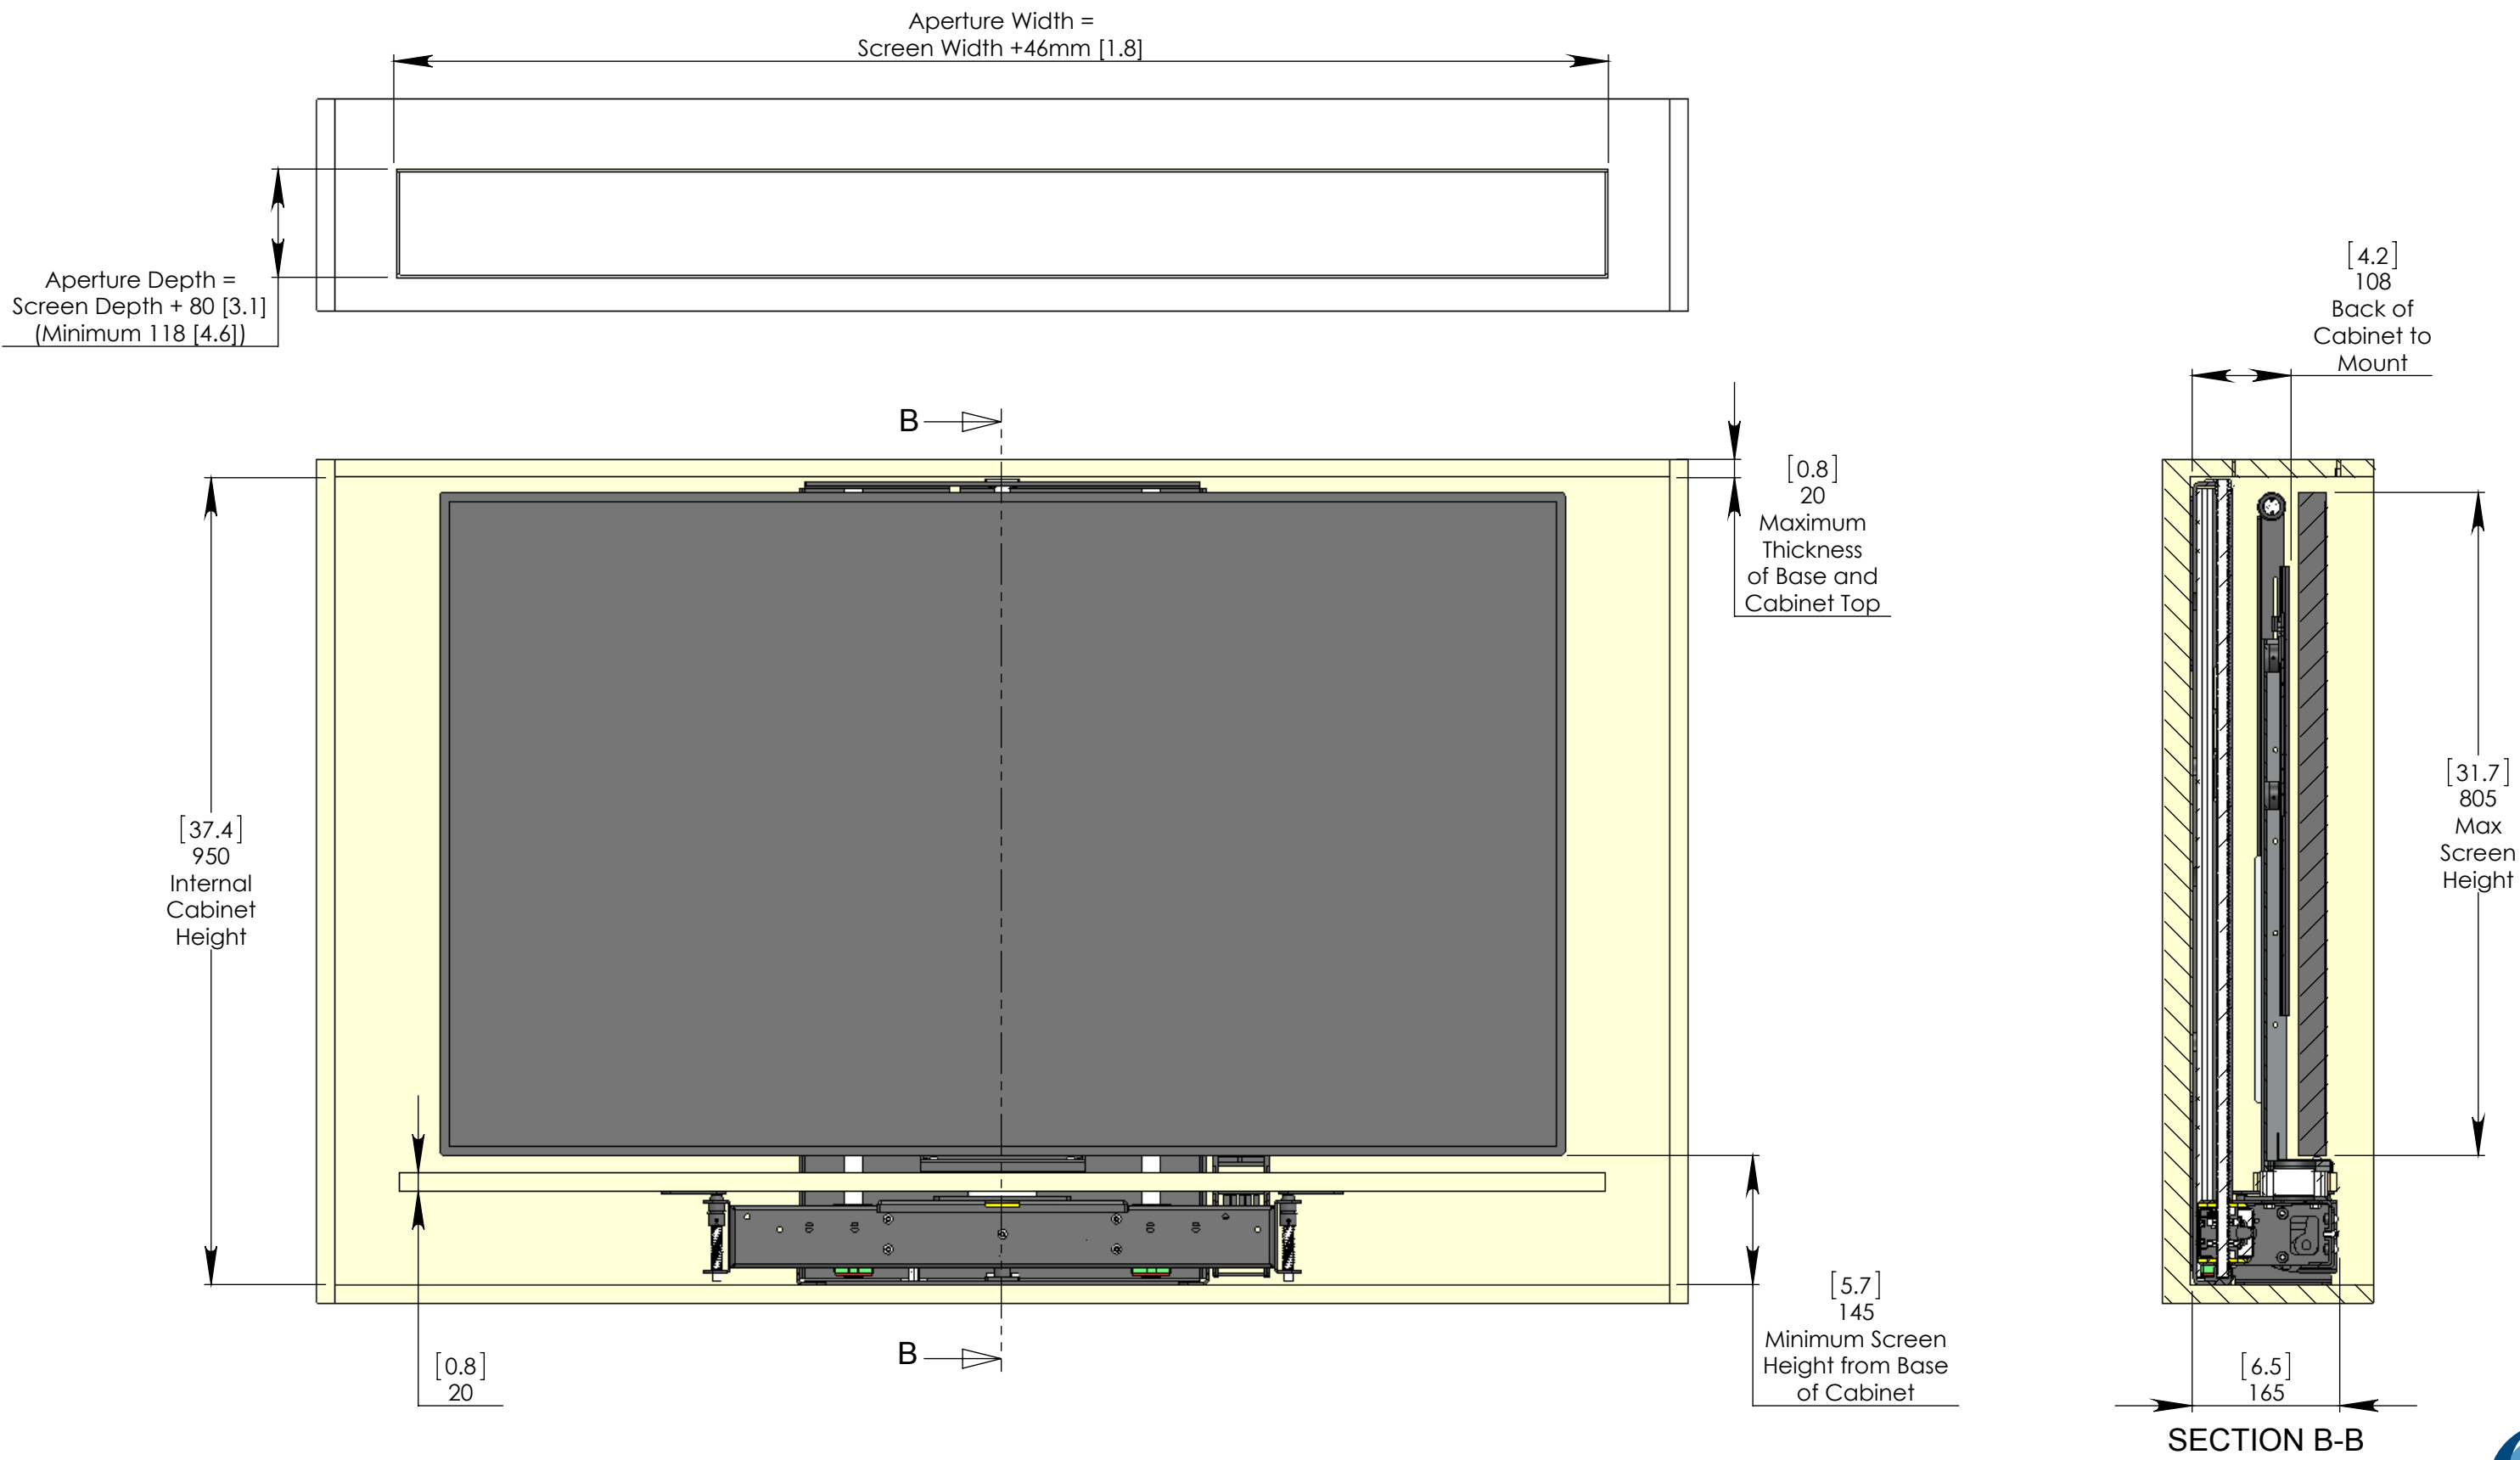 Aperture Width =
Screen Width +46mm [1.8]
Aperture Depth =
Screen Depth + 80 [3.1]
(Minimum 118 [4.6])
[4.2]
108
Back of
Cabinet to
Mount
B
[0.8]
20
Maximum
Thickness
of Base and
Cabinet Top
[37.4]
950
Internal
Cabinet
Height
[31.7]
805
Max
Screen
Height
[5.7]
145
Minimum Screen
Height from Base
of Cabinet
B
[0.8]
20
[6.5]
165
SECTION B-B